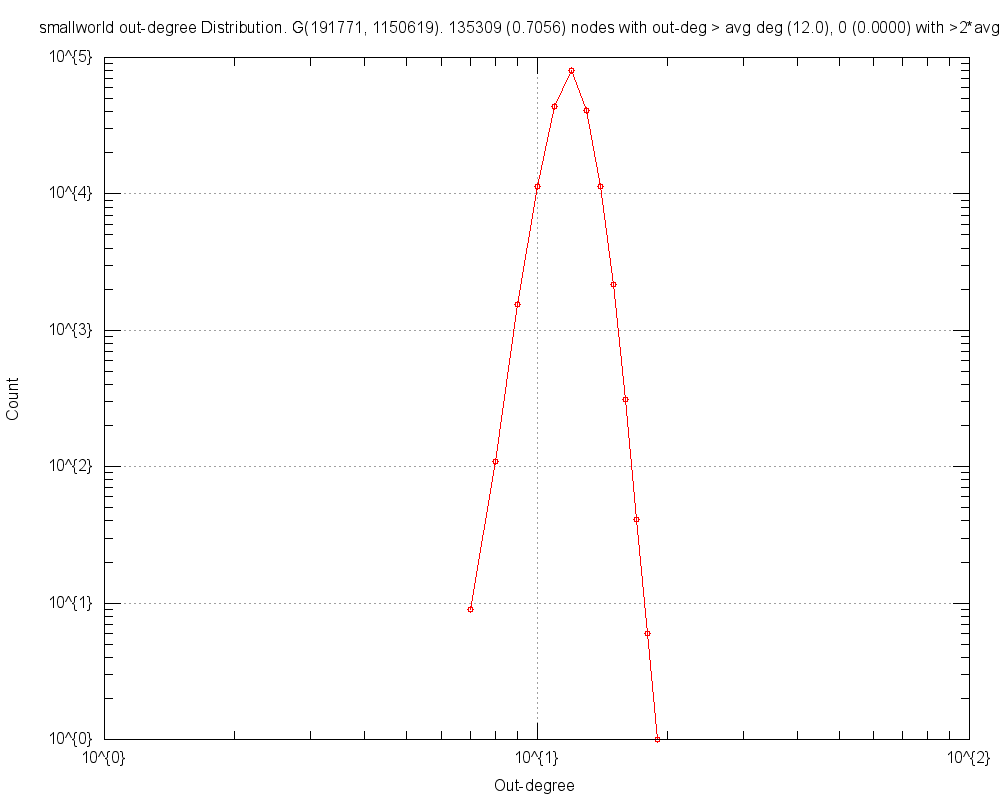 smallworld out-degree Distribution. G(191771, 1150619). 135309 (0.7056) nodes with out-deg > avg deg (12.0), 0 (0.0000) with >2*avg
10^{5}
10^{4}
10^{3}
10^{2}
10^{1}
10^{0}
Count
10^{0} 10^{1} 10^{2}
Out-degree